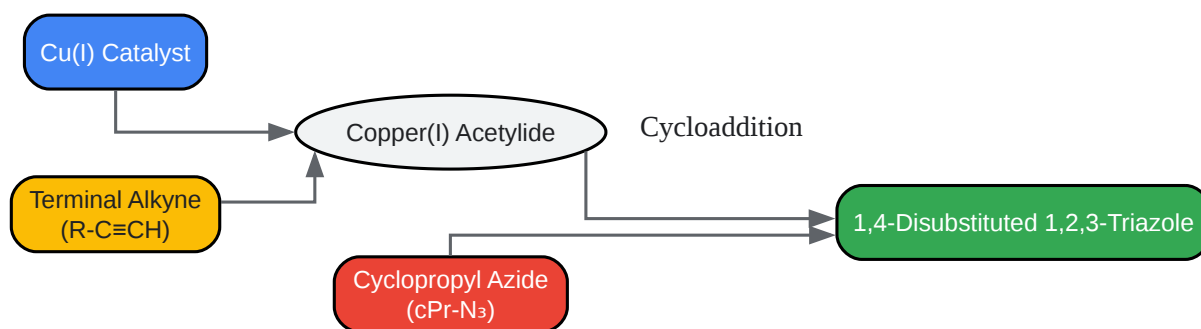 Cu(I) Catalyst
Copper(I) Acetylide
Cycloaddition
Terminal Alkyne
(R-C≡CH)
1,4-Disubstituted 1,2,3-Triazole
Cyclopropyl Azide
(cPr-N₃)